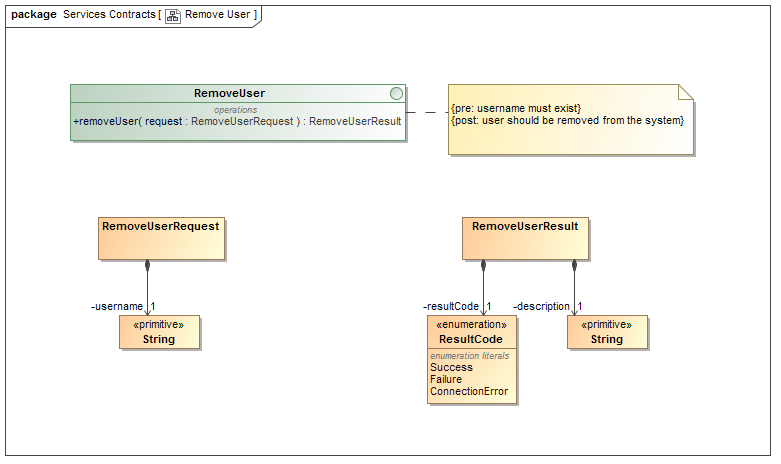 package Services Contracts [ Remove User ]
RemoveUser
operations
+removeUser( request : RemoveUserRequest ) : RemoveUserResult
{pre: username must exist}
{post: user should be removed from the system}
RemoveUserRequest
RemoveUserResult
-username 1
-resultCode 1
-description 1
«primitive»
String
«enumeration»
ResultCode
enumeration literals
Success
Failure
ConnectionError
«primitive»
String